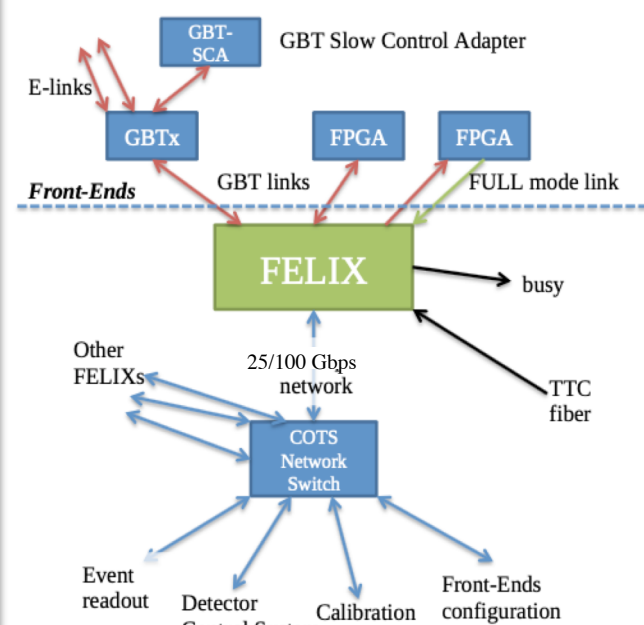 GBT-
SCA
GBT Slow Control Adapter
E-links
GBTx
FPGA
FPGA
GBT links
FULL mode link
Front-Ends
FELIX
busy
25/100 Gbps
network
Other
FELIXs
TTC
fiber
COTS
Network
Switch
Event
readout
Detector
Control
Calibration
Front-Ends
configuration